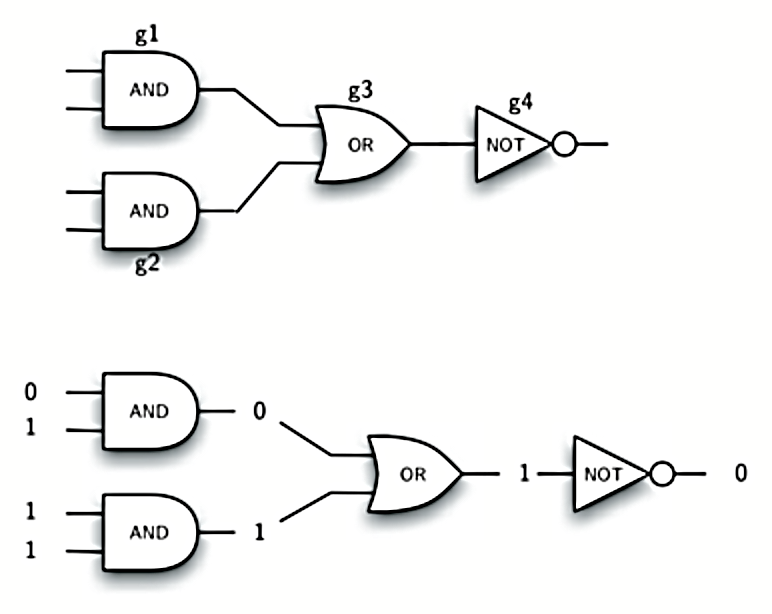 g1
AND
g3
OR
g4
NOT
AND
g2
0
1
AND
0
OR
1
NOT
0
1
1
AND
1